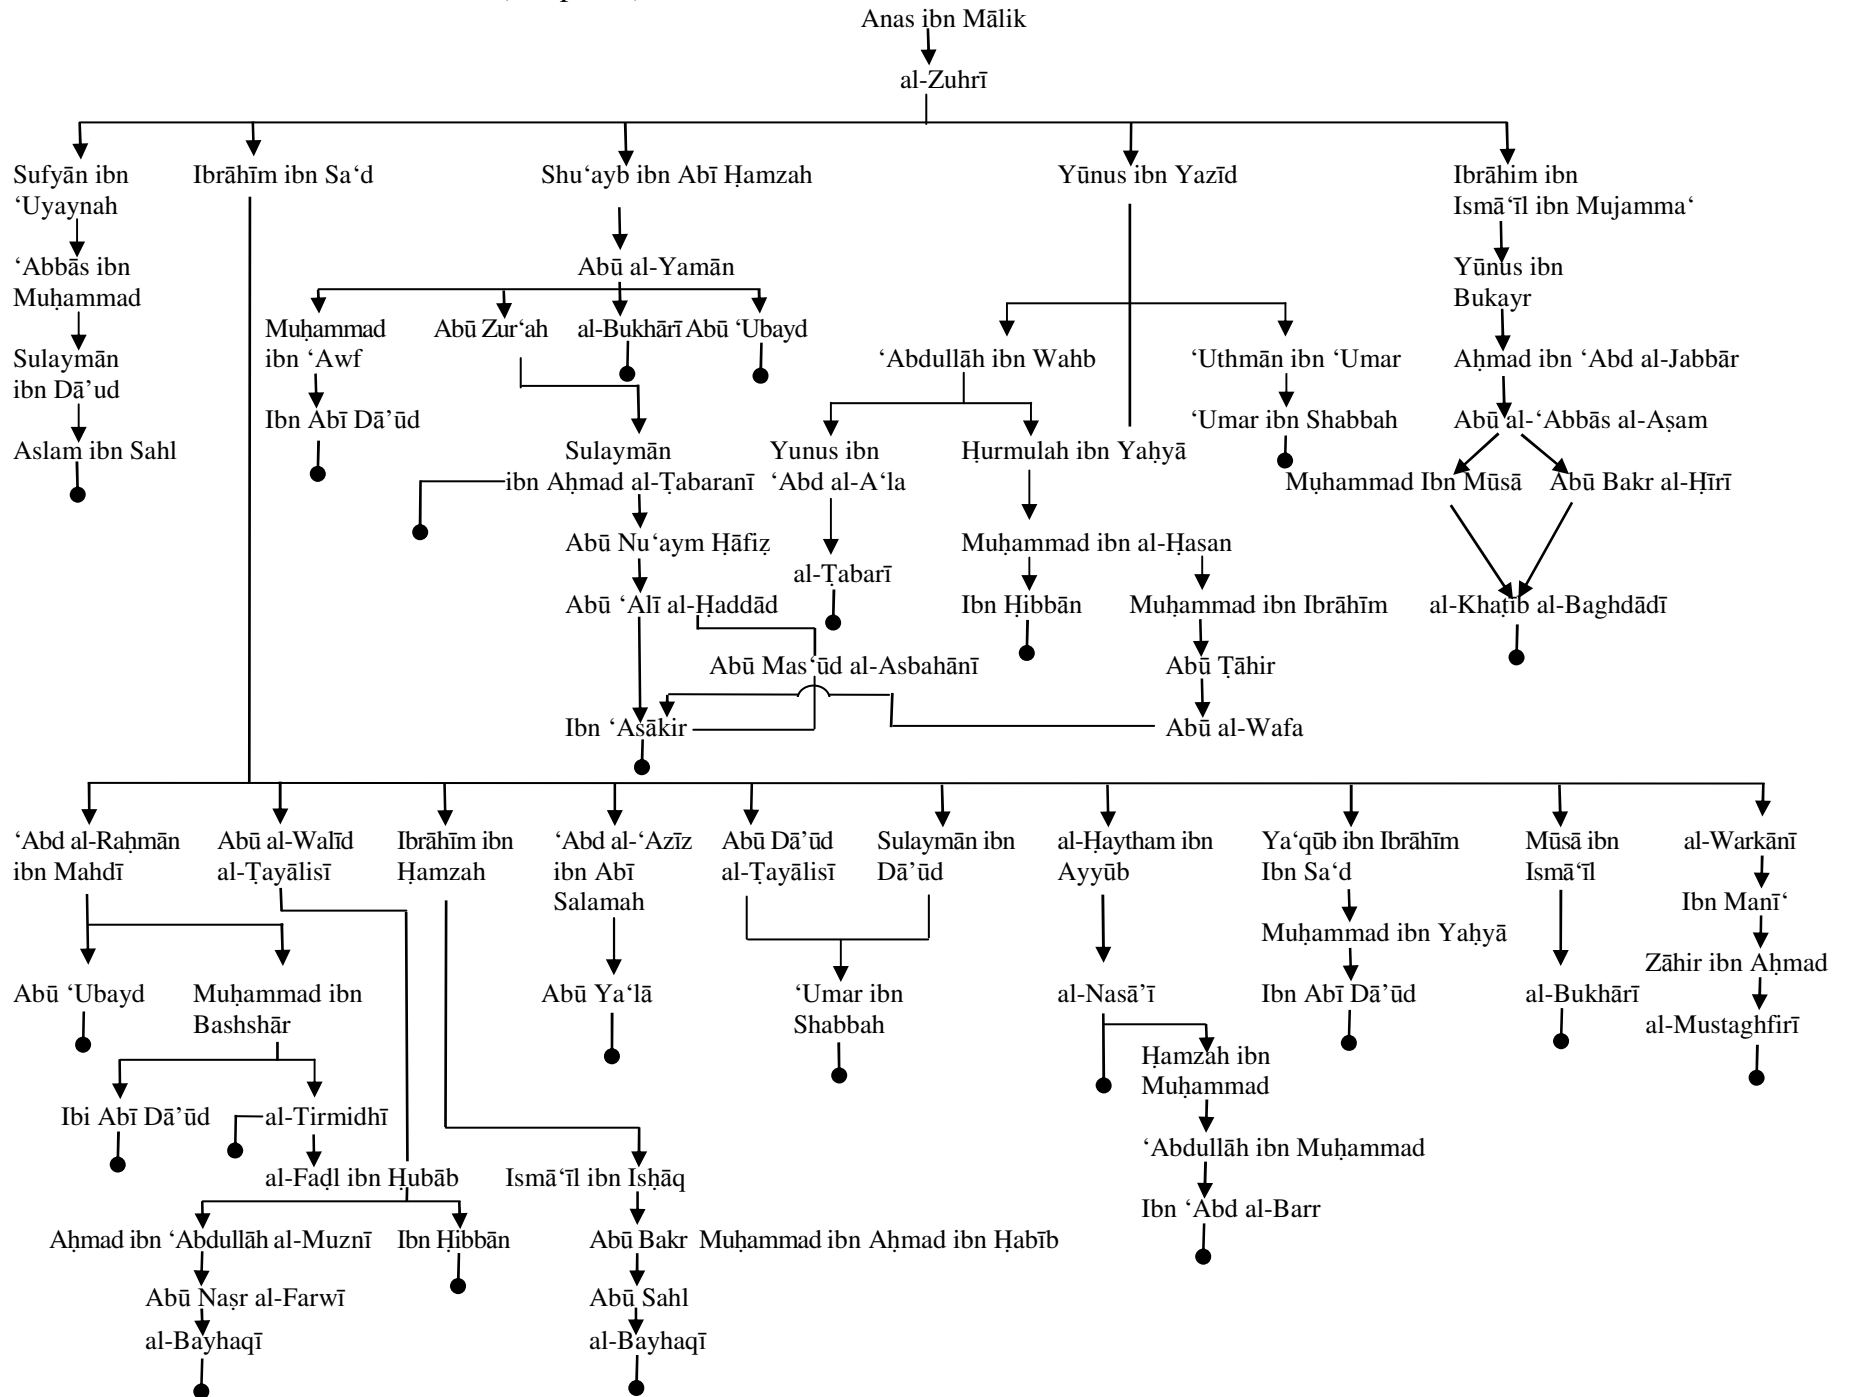 Anas ibn Mālik
al-Zuhrī
Sufyān ibn
‘Uyaynah
Ibrāhīm ibn Sa‘d
Shu‘ayb ibn Abī Ḥamzah
Yūnus ibn Yazīd
Ibrāhim ibn
Ismā‘īl ibn Mujamma‘
‘Abbās ibn
Muḥammad
Abū al-Yamān
Yūnus ibn
Bukayr
Muḥammad
ibn ‘Awf
Abū Zur‘ah
al-Bukhārī
Abū ‘Ubayd
Sulaymān
ibn Dā’ud
‘Abdullāh ibn Wahb
‘Uthmān ibn ‘Umar
Aḥmad ibn ‘Abd al-Jabbār
Ibn Abī Dā’ūd
‘Umar ibn Shabbah
Abū al-‘Abbās al-Aṣam
Aslam ibn Sahl
Sulaymān
ibn Aḥmad al-Ṭabaranī
Yunus ibn
‘Abd al-A‘la
Ḥurmulah ibn Yaḥyā
Mụhammad Ibn Mūsā
Abū Bakr al-Ḥīrī
Abū Nu‘aym Ḥāfiẓ
Muḥammad ibn al-Ḥasan
al-Ṭabarī
Abū ‘Alī al-Ḥaddād
Ibn Ḥibbān
Muḥammad ibn Ibrāhīm
al-Khaṭīb al-Baghdādī
Abū Mas‘ūd al-Asbahānī
Abū Ṭāhir
Ibn ‘Asākir
Abū al-Wafa
‘Abd al-Raḥmān
ibn Mahdī
Abū al-Walīd
al-Ṭayālisī
Ibrāhīm ibn
Ḥamzah
‘Abd al-‘Azīz
ibn Abī
Salamah
Abū Dā’ūd
al-Ṭayālisī
Sulaymān ibn
Dā’ūd
al-Ḥaytham ibn
Ayyūb
Ya‘qūb ibn Ibrāhīm
Ibn Sa‘d
Mūsā ibn
Ismā‘īl
al-Warkānī
Ibn Manī‘
Muḥammad ibn Yaḥyā
Zāhir ibn Aḥmad
Abū ‘Ubayd
Muḥammad ibn
Bashshār
Abū Ya‘lā
‘Umar ibn
Shabbah
al-Nasā’ī
Ibn Abī Dā’ūd
al-Bukhārī
al-Mustaghfirī
Ḥamzah ibn
Muḥammad
Ibi Abī Dā’ūd
al-Tirmidhī
‘Abdullāh ibn Muḥammad
al-Faḍl ibn Ḥubāb
Ismā‘īl ibn Isḥāq
Ibn ‘Abd al-Barr
Aḥmad ibn ‘Abdullāh al-Muznī
Ibn Ḥibbān
Abū Bakr Muḥammad ibn Aḥmad ibn Ḥabīb
Abū Naṣr al-Farwī
Abū Sahl
al-Bayhaqī
al-Bayhaqī